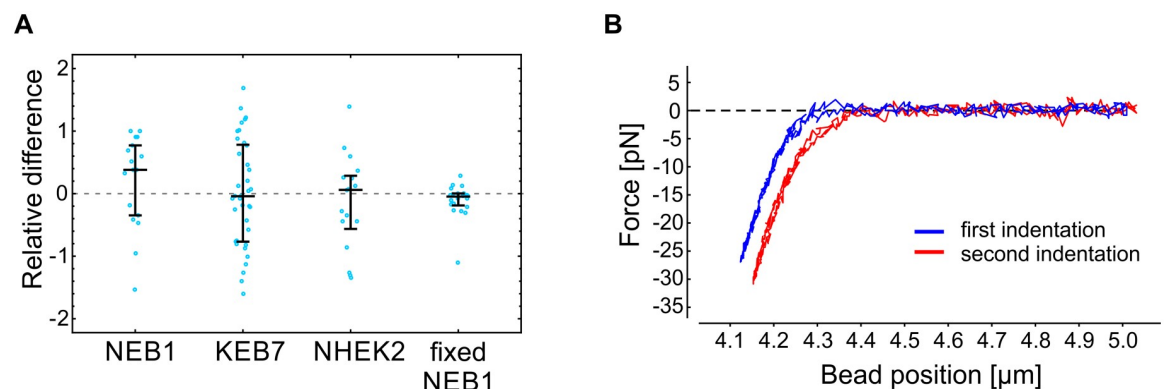 A
Relative difference
2
1
0
-1
-2
NEB1 KEB7 NHEK2 fixed
NEB1
B
Force [pN]
5
0
-5
-10
-15
-20
-25
-30
-35
first indentation
second indentation
4.1 4.2 4.3 4.4 4.5 4.6 4.7 4.8 4.9 5.0
Bead position [µm]